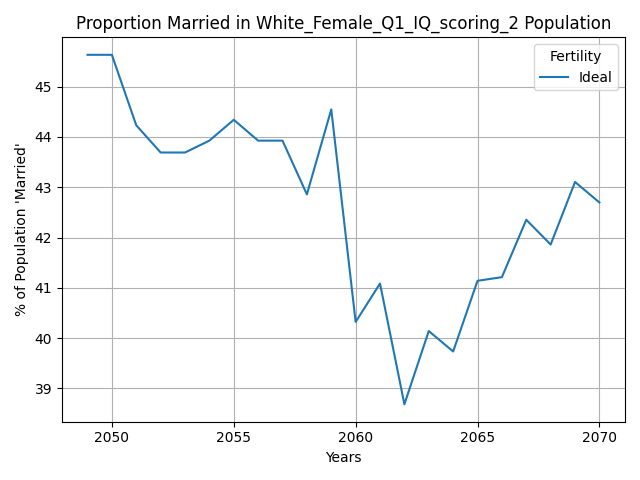 Proportion Married in White_Female_Q1_IQ_scoring_2 Population
Fertility
Ideal
% of Population 'Married'
45
44
43
42
41
40
39
2050 2055 2060 2065 2070
Years